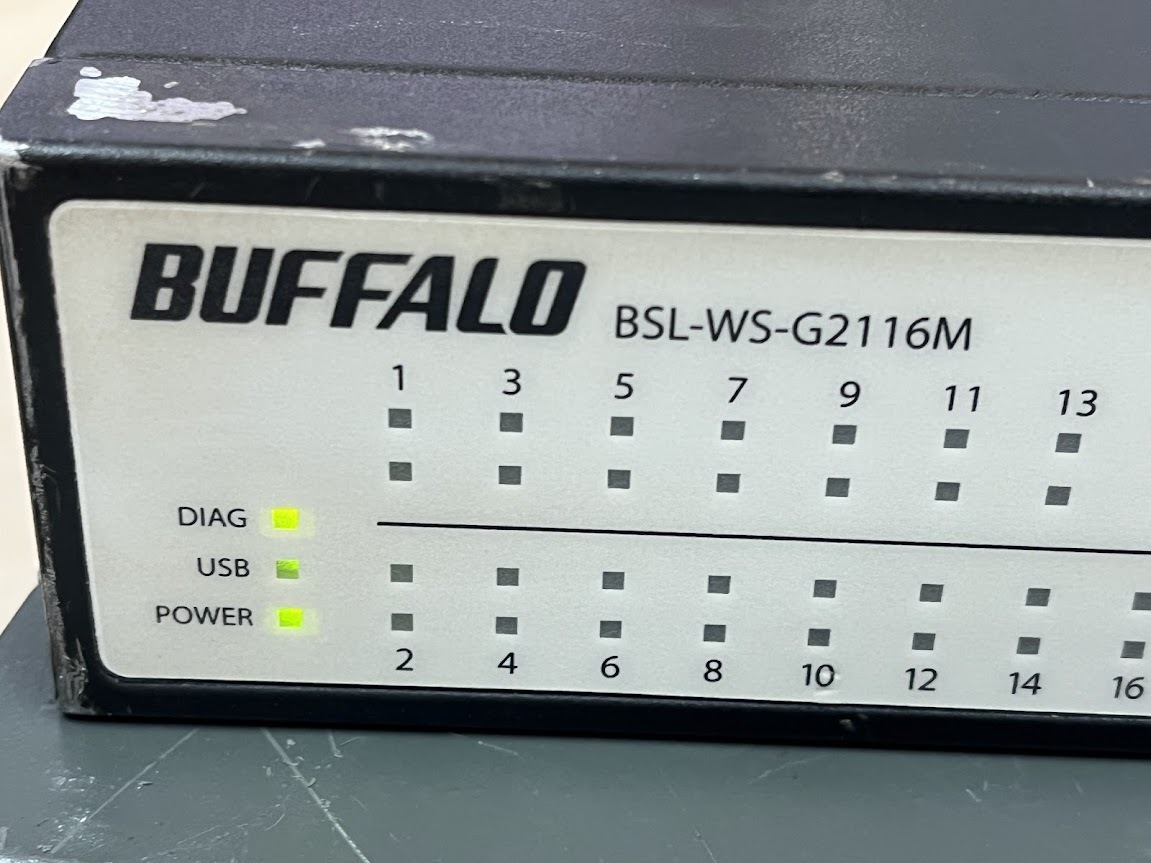 BUFFALO BSL-WS-G2116M
1 3 5 7 9 11 13
DIAG
USB
POWER
2 4 6 8 10 12 14 16